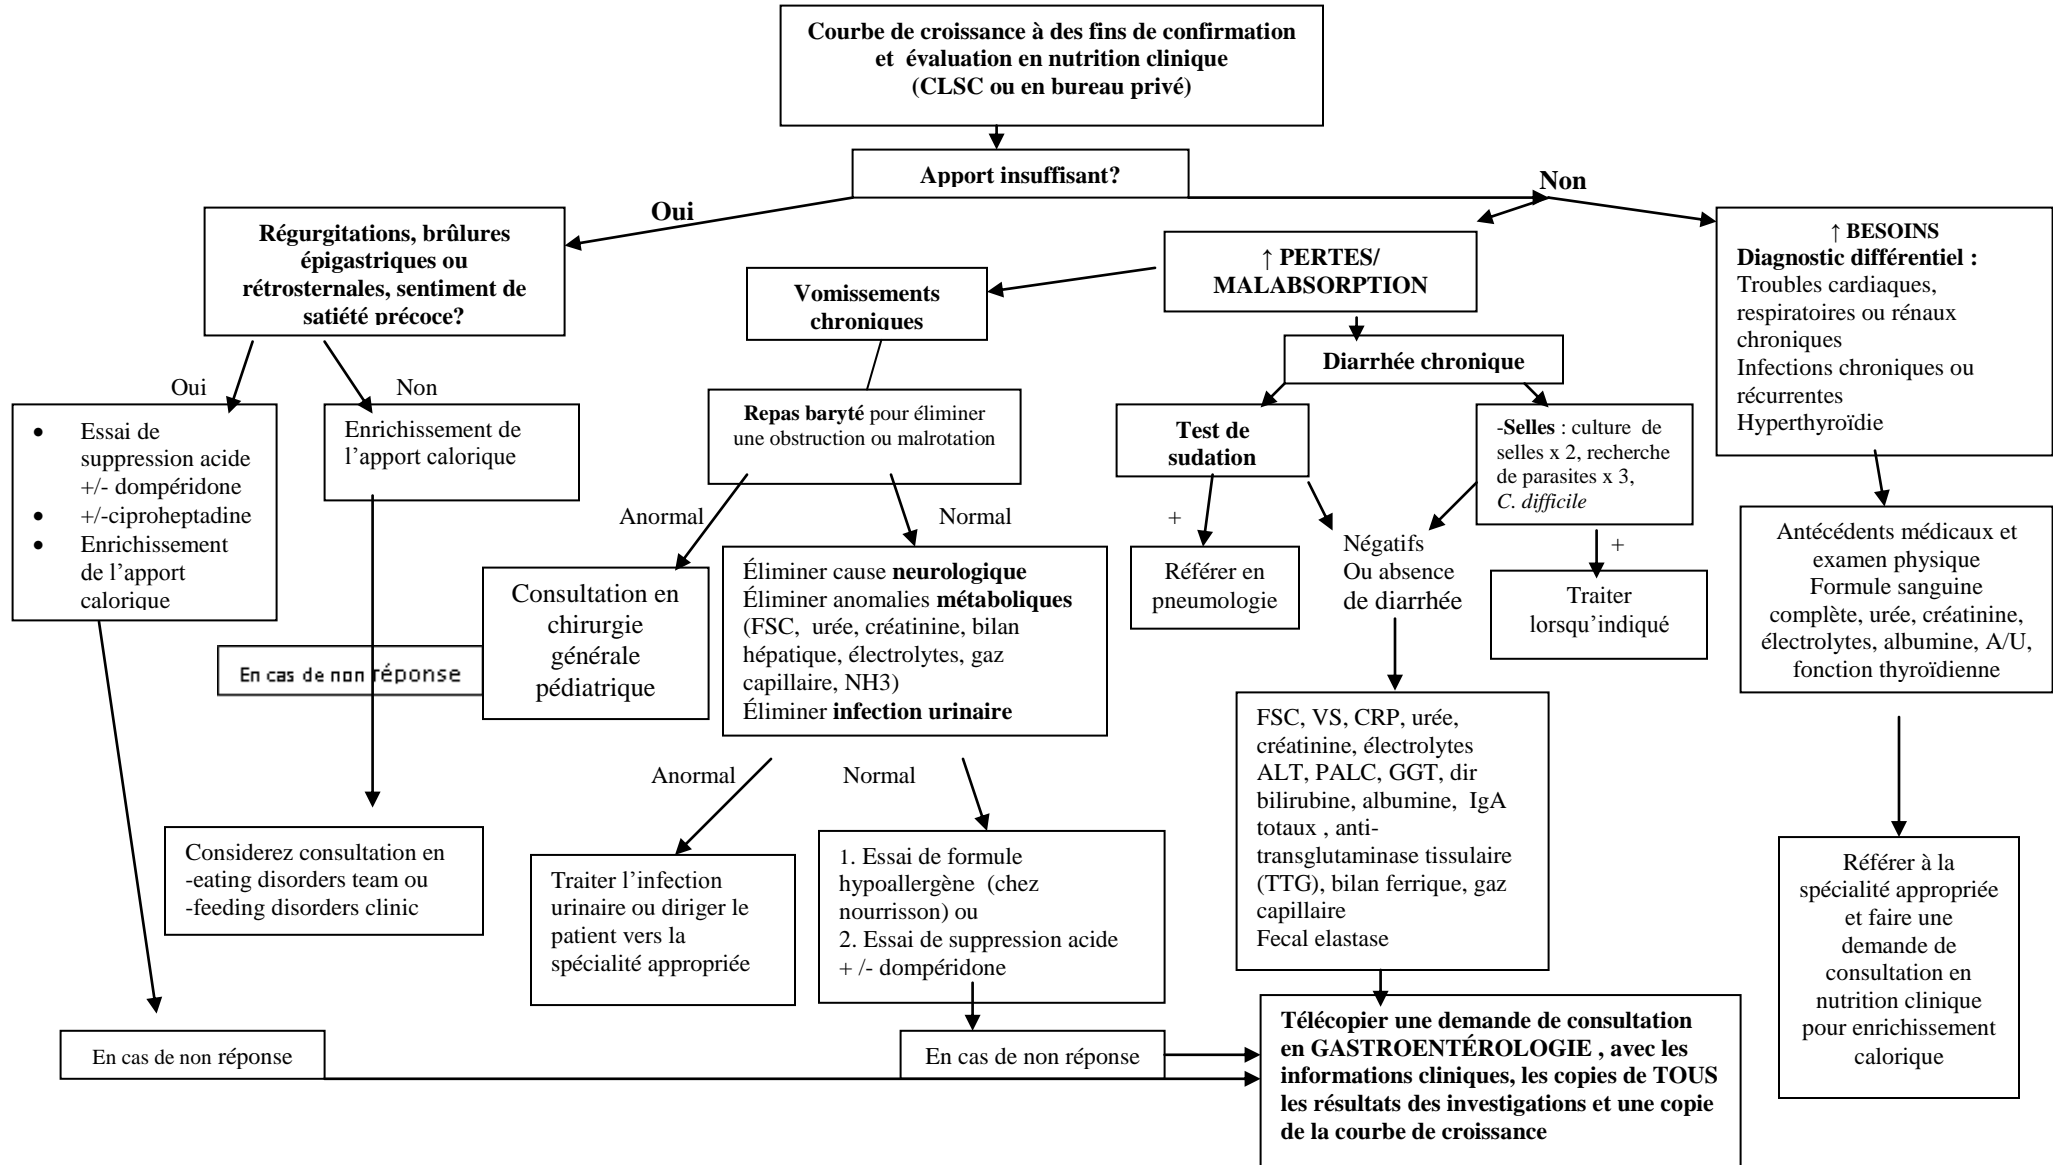 Courbe de croissance à des fins de confirmation
et évaluation en nutrition clinique
(CLSC ou en bureau privé)
Apport insuffisant?
Oui
Non
Régurgitations, brûlures
épigastriques ou
rétrosternales, sentiment de
satiété précoce?
Oui
Non
• Essai de
suppression acide
+/- dompéridone
• +/-ciproheptadine
• Enrichissement
de l'apport
calorique
Enrichissement de
l'apport calorique
En cas de non réponse
Considerez consultation en
-eating disorders team ou
-feeding disorders clinic
En cas de non réponse
↑ PERTES/
MALABSORPTION
Vomissements
chroniques
Repas baryté pour éliminer
une obstruction ou malrotation
Anormal
Normal
Consultation en
chirurgie
générale
pédiatrique
Éliminer cause neurologique
Éliminer anomalies métaboliques
(FSC, urée, créatinine, bilan
hépatique, électrolytes, gaz
capillaire, NH3)
Éliminer infection urinaire
Anormal
Normal
Traiter l'infection
urinaire ou diriger le
patient vers la
spécialité appropriée
1. Essai de formule
hypoallergène (chez
nourrisson) ou
2. Essai de suppression acide
+ /- dompéridone
En cas de non réponse
Diarrhée chronique
Test de
sudation
-Selles : culture de
selles x 2, recherche
de parasites x 3,
C. difficile
+
Référer en
pneumologie
Négatifs
Ou absence
de diarrhée
+
Traiter
lorsqu'indiqué
FSC, VS, CRP, urée,
créatinine, électrolytes
ALT, PALC, GGT, dir
bilirubine, albumine, IgA
totaux , anti-
transglutaminase tissulaire
(TTG), bilan ferrique, gaz
capillaire
Fecal elastase
Télécopier une demande de consultation
en GASTROENTÉROLOGIE , avec les
informations cliniques, les copies de TOUS
les résultats des investigations et une copie
de la courbe de croissance
↑ BESOINS
Diagnostic différentiel :
Troubles cardiaques,
respiratoires ou rénaux
chroniques
Infections chroniques ou
récurrentes
Hyperthyroïdie
Antécédents médicaux et
examen physique
Formule sanguine
complète, urée, créatinine,
électrolytes, albumine, A/U,
fonction thyroïdienne
Référer à la
spécialité appropriée
et faire une
demande de
consultation en
nutrition clinique
pour enrichissement
calorique